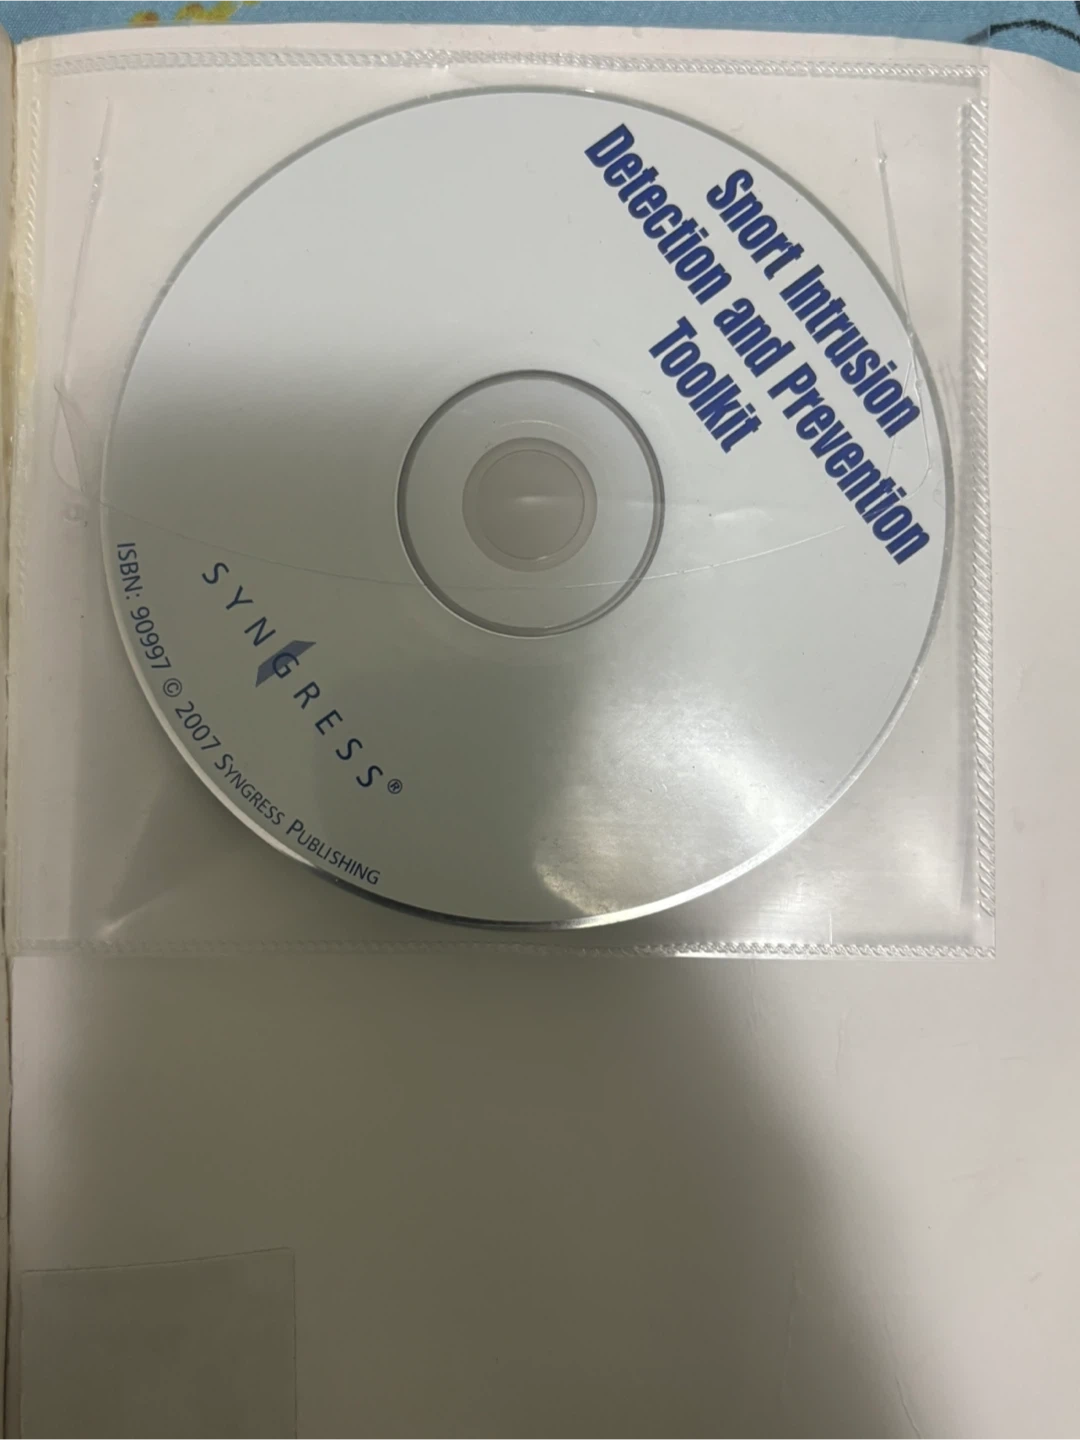 Snort Intrusion
Detection and Prevention
Toolkit
SYNGRESS®
ISBN: 90997 © 2007 SYNGRESS PUBLISHING